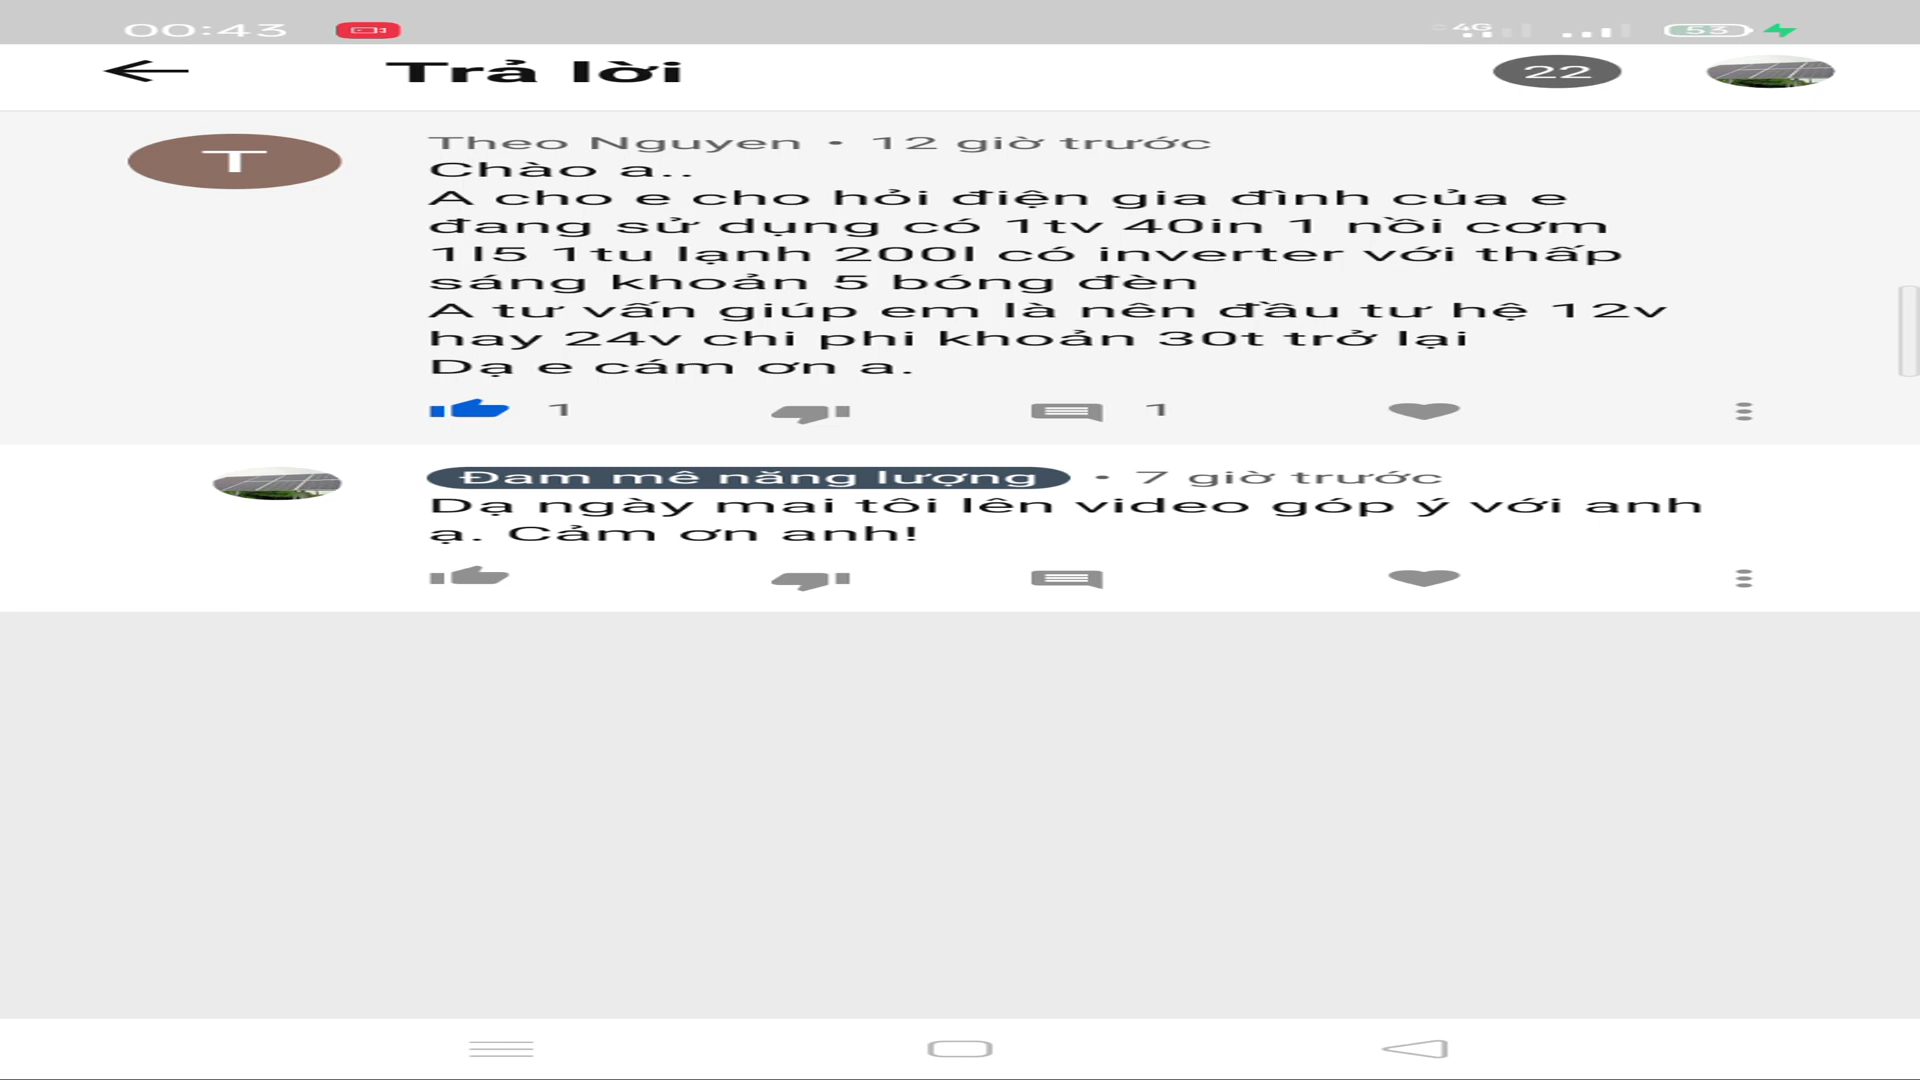 00:43
4G
53
Trả lời
22
T
Theo Nguyen • 12 giờ trước
Chào a..
A cho e cho hỏi điện gia đình của e
đang sử dụng có 1tv 40in 1 nồi cơm
1l5 1tu lạnh 200l có inverter với thấp
sáng khoản 5 bóng đèn
A tư vấn giúp em là nên đầu tư hệ 12v
hay 24v chi phi khoản 30t trở lại
Dạ e cám ơn a.
1
1
Đam mê năng lượng • 7 giờ trước
Dạ ngày mai tôi lên video góp ý với anh
ạ. Cảm ơn anh!